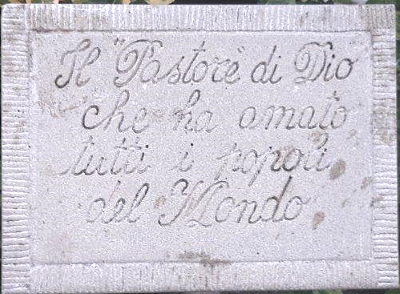 Il "Pastore" di Dio
che ha amato
tutti i popoli
del Mondo